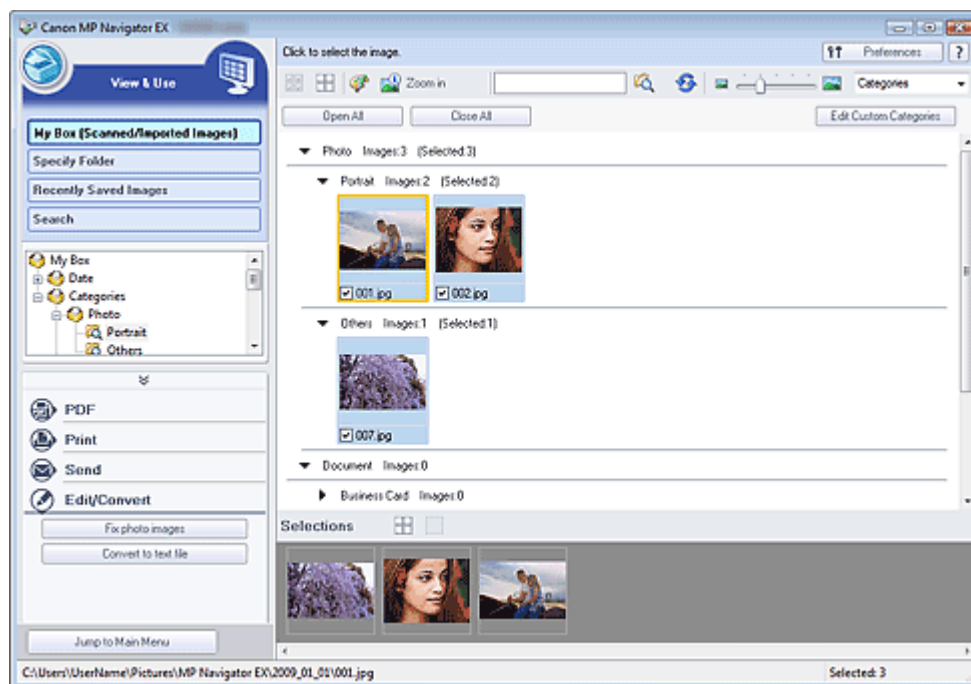 Canon MP Navigator EX
View & Use
Click to select the image.
Preferences
?
Zoom in
Categories
My Box (Scanned/Imported Images)
Specify Folder
Recently Saved Images
Search
Open All
Close All
Edit Custom Categories
Photo Images:3 (Selected:3)
Portrait Images:2 (Selected:2)
001.jpg
002.jpg
Others Images:1 (Selected:1)
007.jpg
Document Images:0
Business Card Images:0
My Box
Date
Categories
Photo
Portrait
Others
PDF
Print
Send
Edit/Convert
Fix photo images
Convert to text file
Selections
Jump to Main Menu
C:\Users\UserName\Pictures\MP Navigator EX\2009_01_01\001.jpg
Selected: 3